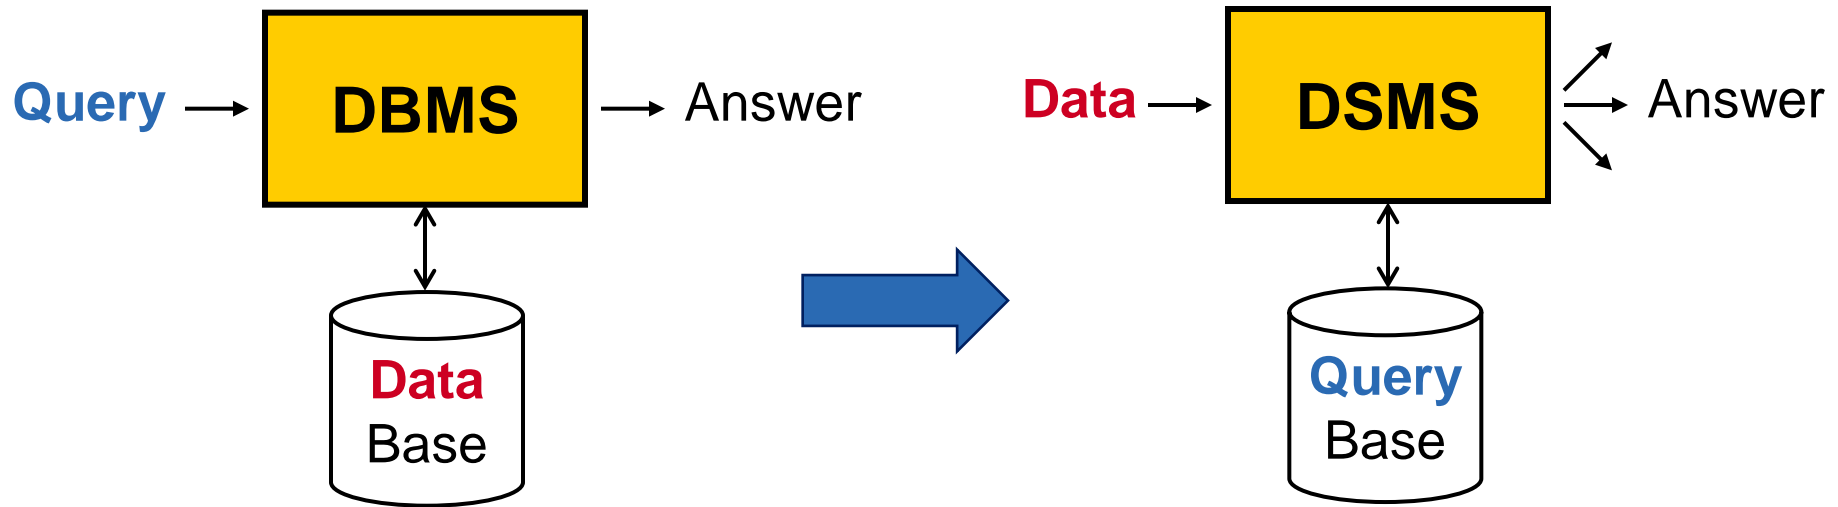 Query
DBMS
Answer
Data
Base
Data
DSMS
Answer
Query
Base